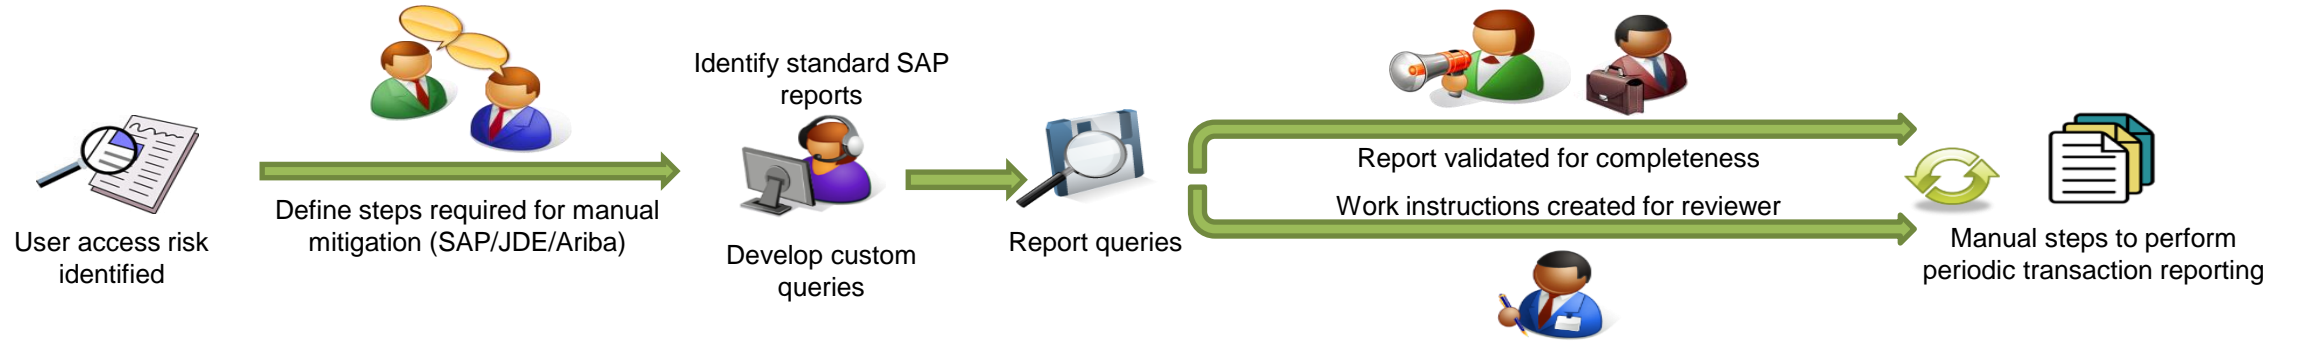 User access risk
identified
Define steps required for manual
mitigation (SAP/JDE/Ariba)
Identify standard SAP
reports
Develop custom
queries
Report queries
Report validated for completeness
Work instructions created for reviewer
Manual steps to perform
periodic transaction reporting